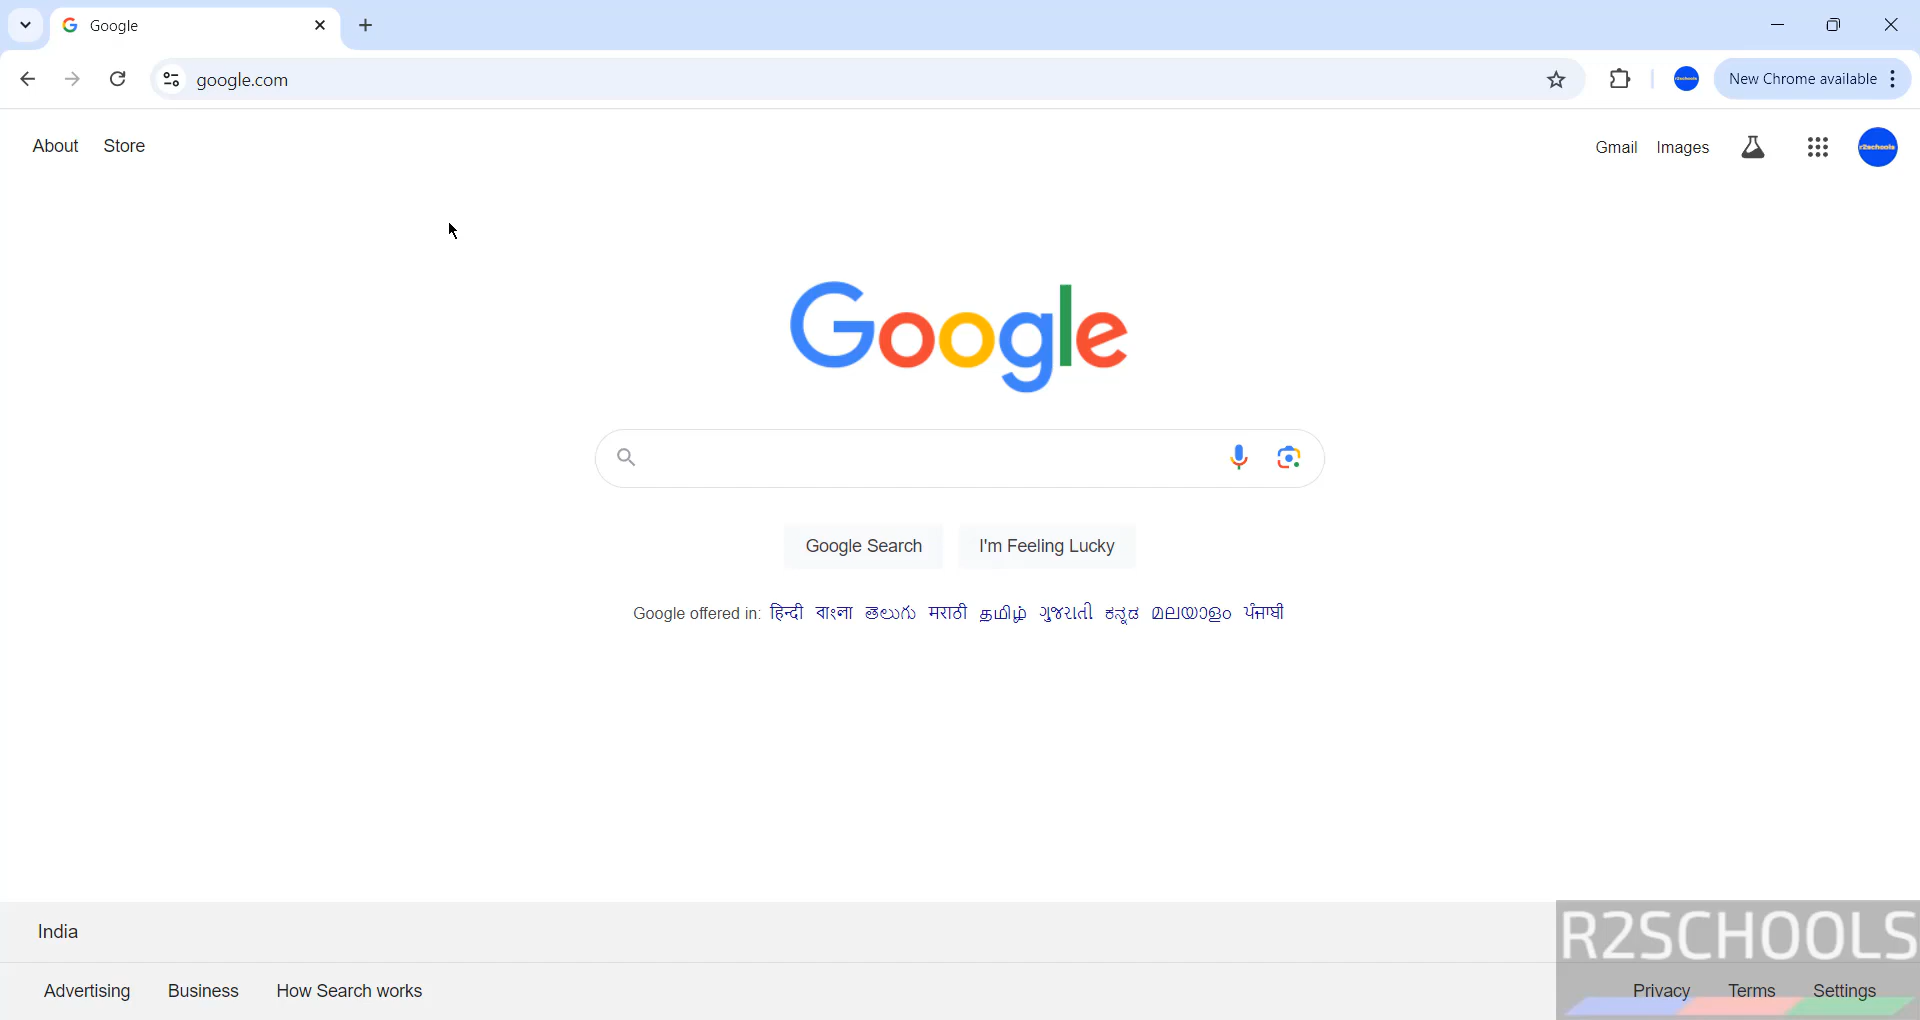 Google
google.com
New Chrome available
About Store
Gmail Images
r2schools
Google
Google Search I'm Feeling Lucky
Google offered in: हिन्दी বাংলা తెలుగు मराठी தமிழ் ગુજરાતી ಕನ್ನಡ മലയാളം ਪੰਜਾਬੀ
India
R2SCHOOLS
Advertising Business How Search works
Privacy Terms Settings